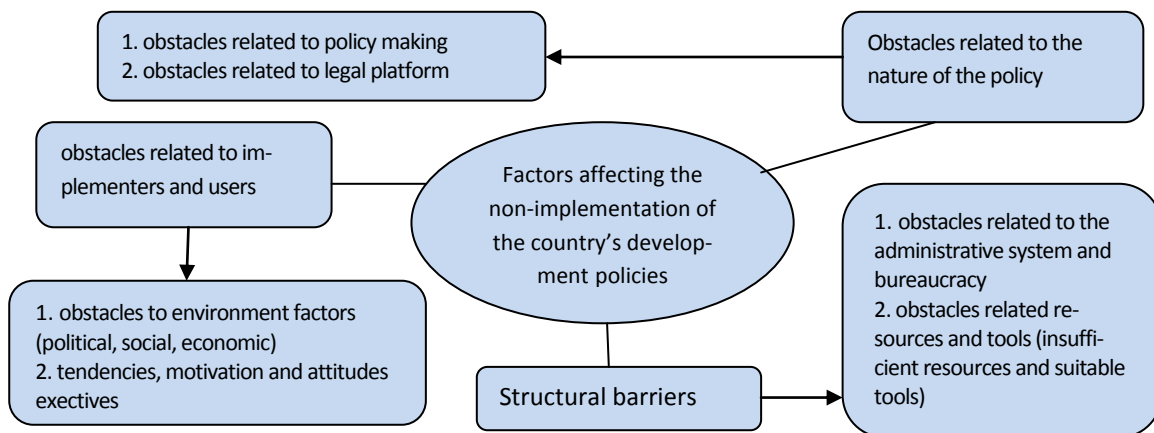 1. obstacles related to policy making
2. obstacles related to legal platform
Obstacles related to the
nature of the policy
obstacles related to im-
plementers and users
Factors affecting the
non-implementation of
the country’s develop-
ment policies
1. obstacles related to the
administrative system and
bureaucracy
2. obstacles related re-
sources and tools (insuffi-
cient resources and suitable
tools)
1. obstacles to environment factors
(political, social, economic)
2. tendencies, motivation and attitudes
exectives
Structural barriers